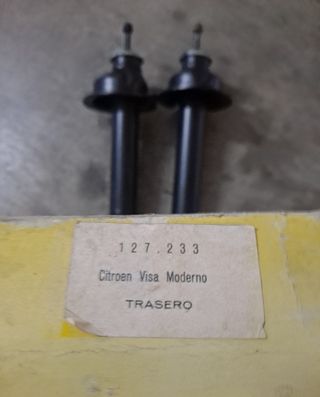 127.233
Citroen Visa Moderno
TRASERO